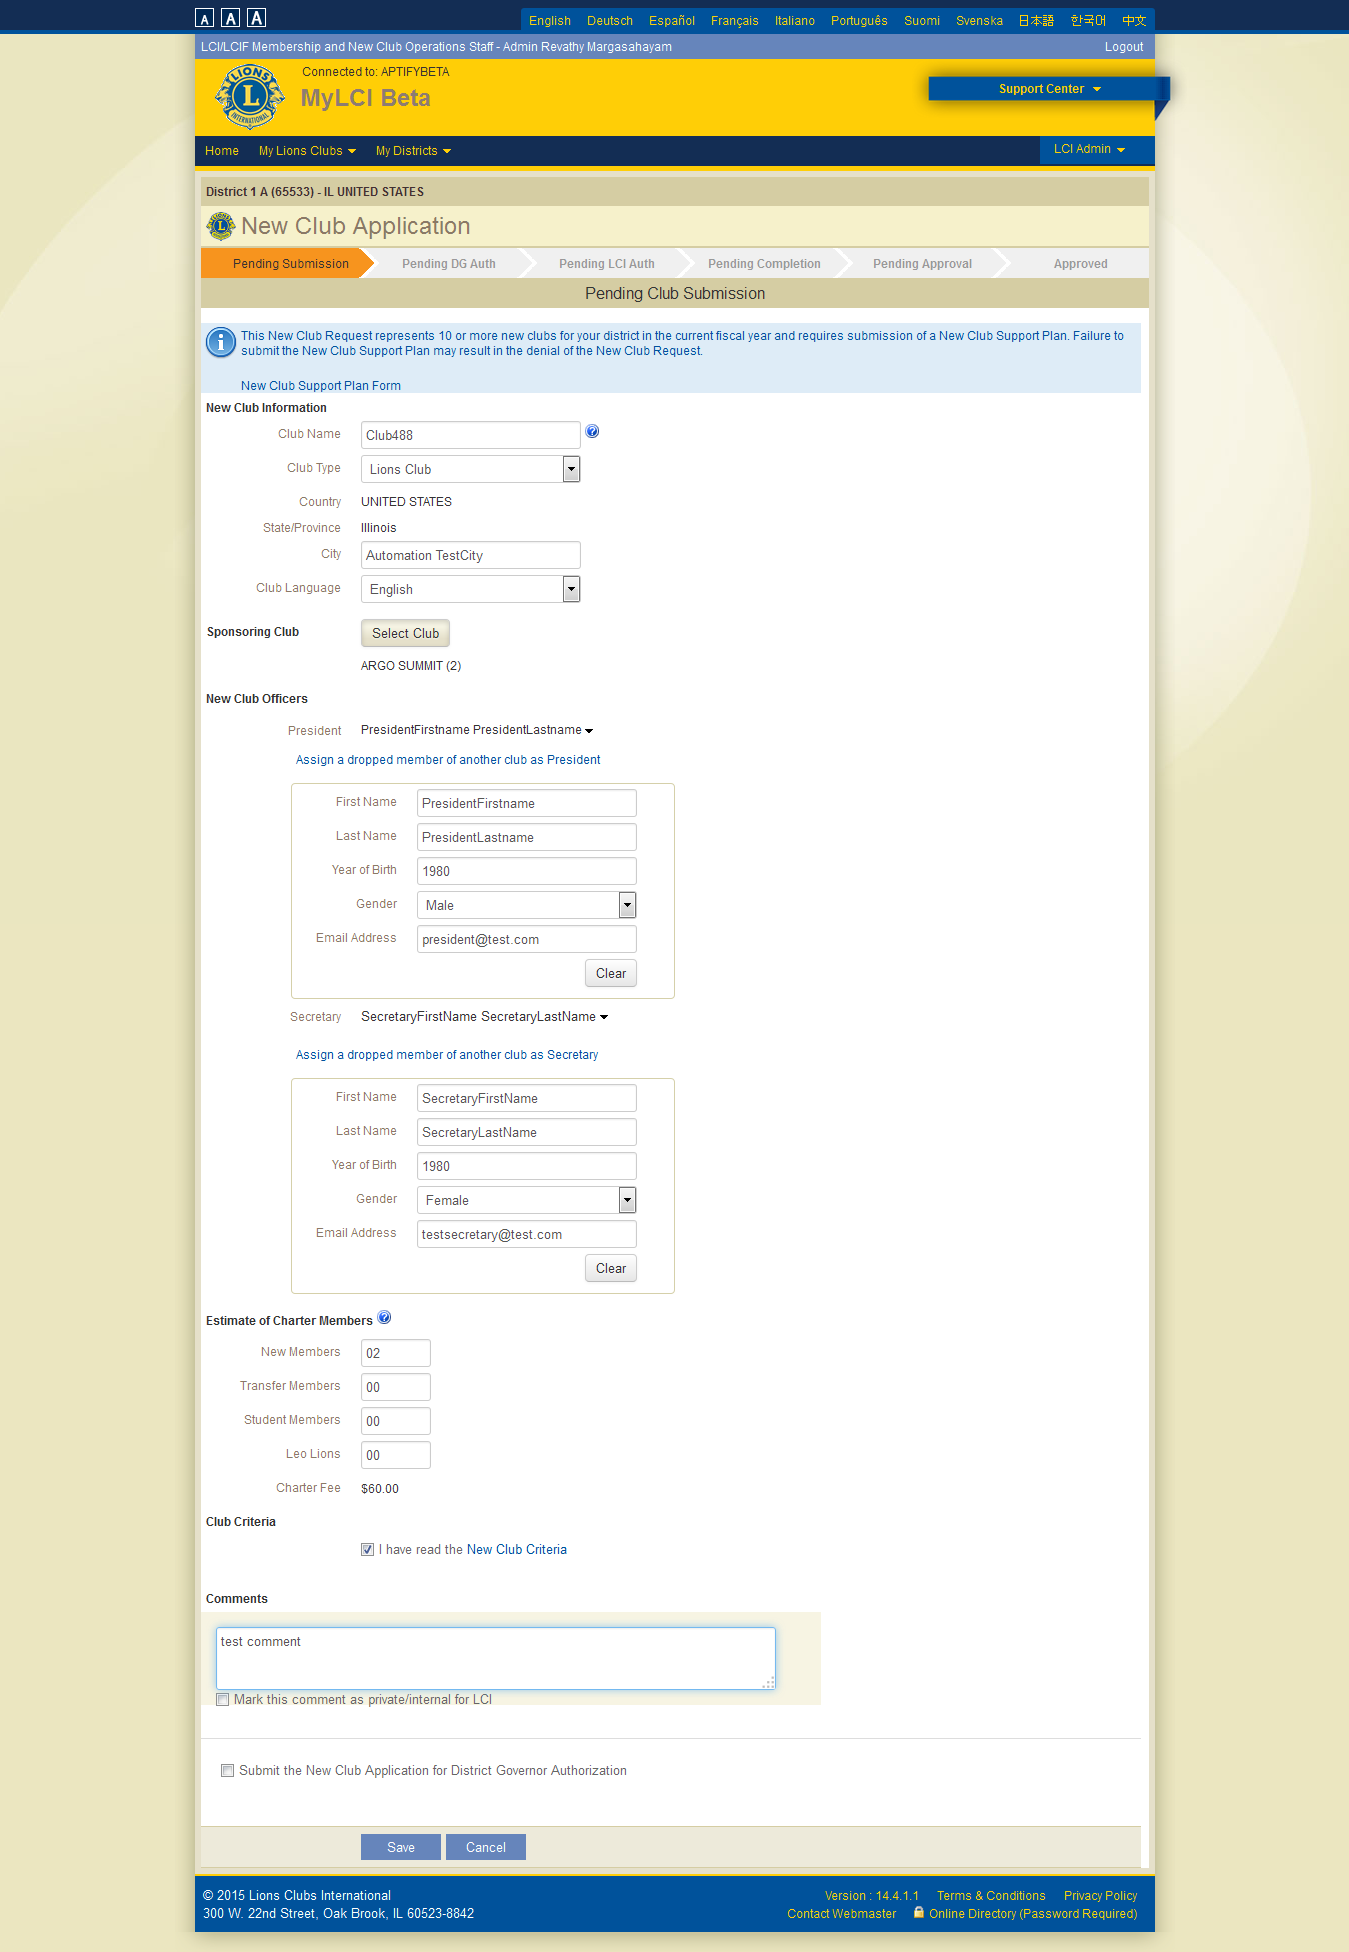 A A A English Deutsch Español Français Italiano Português Suomi Svenska 日本語 한국어 中文
LCI/LCIF Membership and New Club Operations Staff - Admin Revathy Margasahayam Logout
LIONS L INTERNATIONAL
Connected to: APTIFYBETA
MyLCI Beta
Support Center
Home My Lions Clubs My Districts LCI Admin
District 1 A (65533) - IL UNITED STATES
New Club Application
Pending Submission Pending DG Auth Pending LCI Auth Pending Completion Pending Approval Approved
Pending Club Submission
This New Club Request represents 10 or more new clubs for your district in the current fiscal year and requires submission of a New Club Support Plan. Failure to
submit the New Club Support Plan may result in the denial of the New Club Request.
New Club Support Plan Form
New Club Information
Club Name Club488
Club Type Lions Club
Country UNITED STATES
State/Province Illinois
City Automation TestCity
Club Language English
Sponsoring Club Select Club
ARGO SUMMIT (2)
New Club Officers
President PresidentFirstname PresidentLastname
Assign a dropped member of another club as President
First Name PresidentFirstname
Last Name PresidentLastname
Year of Birth 1980
Gender Male
Email Address president@test.com
Clear
Secretary SecretaryFirstName SecretaryLastName
Assign a dropped member of another club as Secretary
First Name SecretaryFirstName
Last Name SecretaryLastName
Year of Birth 1980
Gender Female
Email Address testsecretary@test.com
Clear
Estimate of Charter Members
New Members 02
Transfer Members 00
Student Members 00
Leo Lions 00
Charter Fee $60.00
Club Criteria
I have read the New Club Criteria
Comments
test comment
Mark this comment as private/internal for LCI
Submit the New Club Application for District Governor Authorization
Save Cancel
© 2015 Lions Clubs International Version : 14.4.1.1 Terms & Conditions Privacy Policy
300 W. 22nd Street, Oak Brook, IL 60523-8842 Contact Webmaster Online Directory (Password Required)